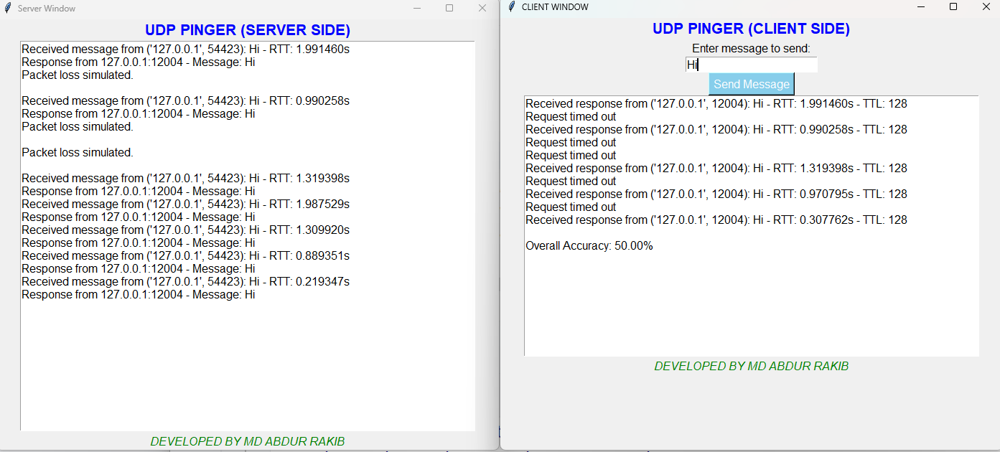 Server Window
UDP PINGER (SERVER SIDE)
Received message from ('127.0.0.1', 54423): Hi - RTT: 1.991460s
Response from 127.0.0.1:12004 - Message: Hi
Packet loss simulated.
Received message from ('127.0.0.1', 54423): Hi - RTT: 0.990258s
Response from 127.0.0.1:12004 - Message: Hi
Packet loss simulated.
Packet loss simulated.
Received message from ('127.0.0.1', 54423): Hi - RTT: 1.319398s
Response from 127.0.0.1:12004 - Message: Hi
Received message from ('127.0.0.1', 54423): Hi - RTT: 1.987529s
Response from 127.0.0.1:12004 - Message: Hi
Received message from ('127.0.0.1', 54423): Hi - RTT: 1.309920s
Response from 127.0.0.1:12004 - Message: Hi
Received message from ('127.0.0.1', 54423): Hi - RTT: 0.889351s
Response from 127.0.0.1:12004 - Message: Hi
Received message from ('127.0.0.1', 54423): Hi - RTT: 0.219347s
Response from 127.0.0.1:12004 - Message: Hi
DEVELOPED BY MD ABDUR RAKIB
CLIENT WINDOW
UDP PINGER (CLIENT SIDE)
Enter message to send:
Hi
Send Message
Received response from ('127.0.0.1', 12004): Hi - RTT: 1.991460s - TTL: 128
Request timed out
Received response from ('127.0.0.1', 12004): Hi - RTT: 0.990258s - TTL: 128
Request timed out
Request timed out
Received response from ('127.0.0.1', 12004): Hi - RTT: 1.319398s - TTL: 128
Request timed out
Received response from ('127.0.0.1', 12004): Hi - RTT: 0.970795s - TTL: 128
Request timed out
Received response from ('127.0.0.1', 12004): Hi - RTT: 0.307762s - TTL: 128
Overall Accuracy: 50.00%
DEVELOPED BY MD ABDUR RAKIB